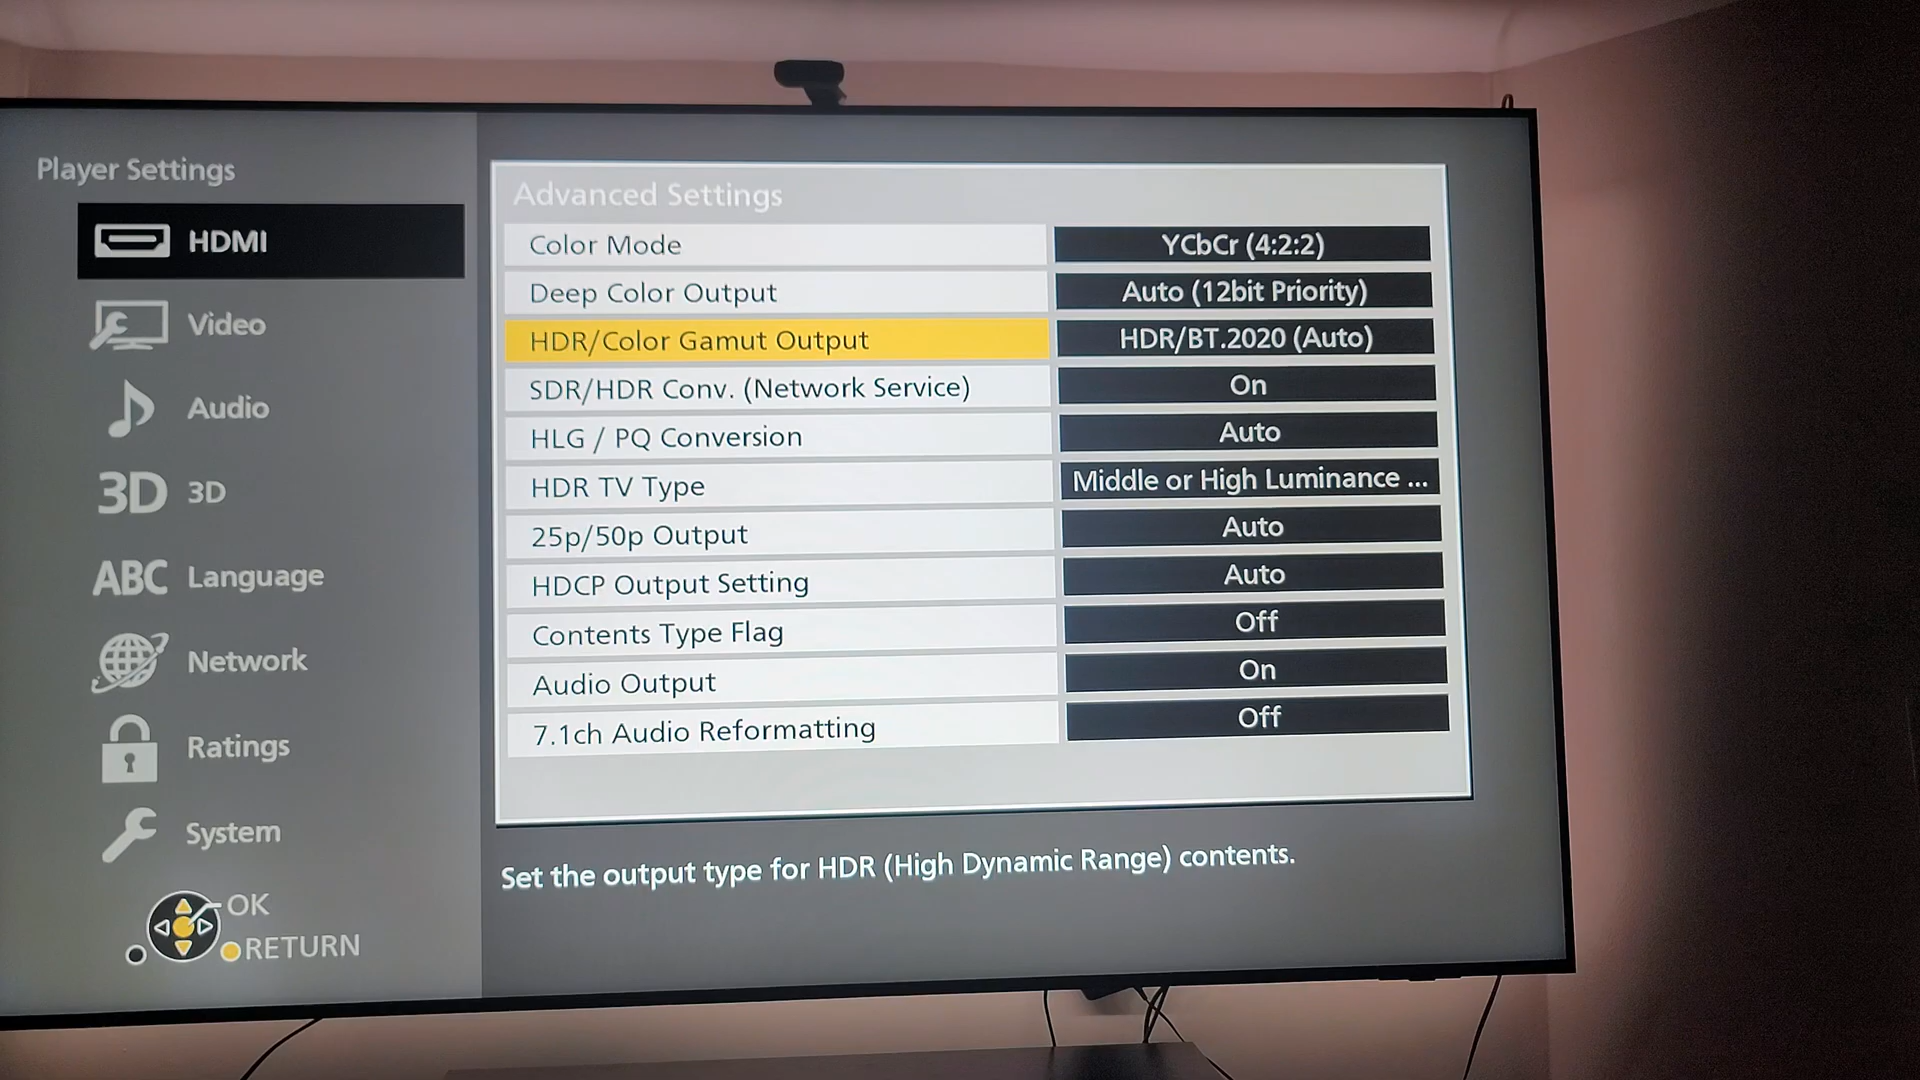 Player Settings
HDMI
Video
Audio
3D 3D
ABC Language
Network
Ratings
System
OK
RETURN
Advanced Settings
Color Mode YCbCr (4:2:2)
Deep Color Output Auto (12bit Priority)
HDR/Color Gamut Output HDR/BT.2020 (Auto)
SDR/HDR Conv. (Network Service) On
HLG / PQ Conversion Auto
HDR TV Type Middle or High Luminance ...
25p/50p Output Auto
HDCP Output Setting Auto
Contents Type Flag Off
Audio Output On
7.1ch Audio Reformatting Off
Set the output type for HDR (High Dynamic Range) contents.